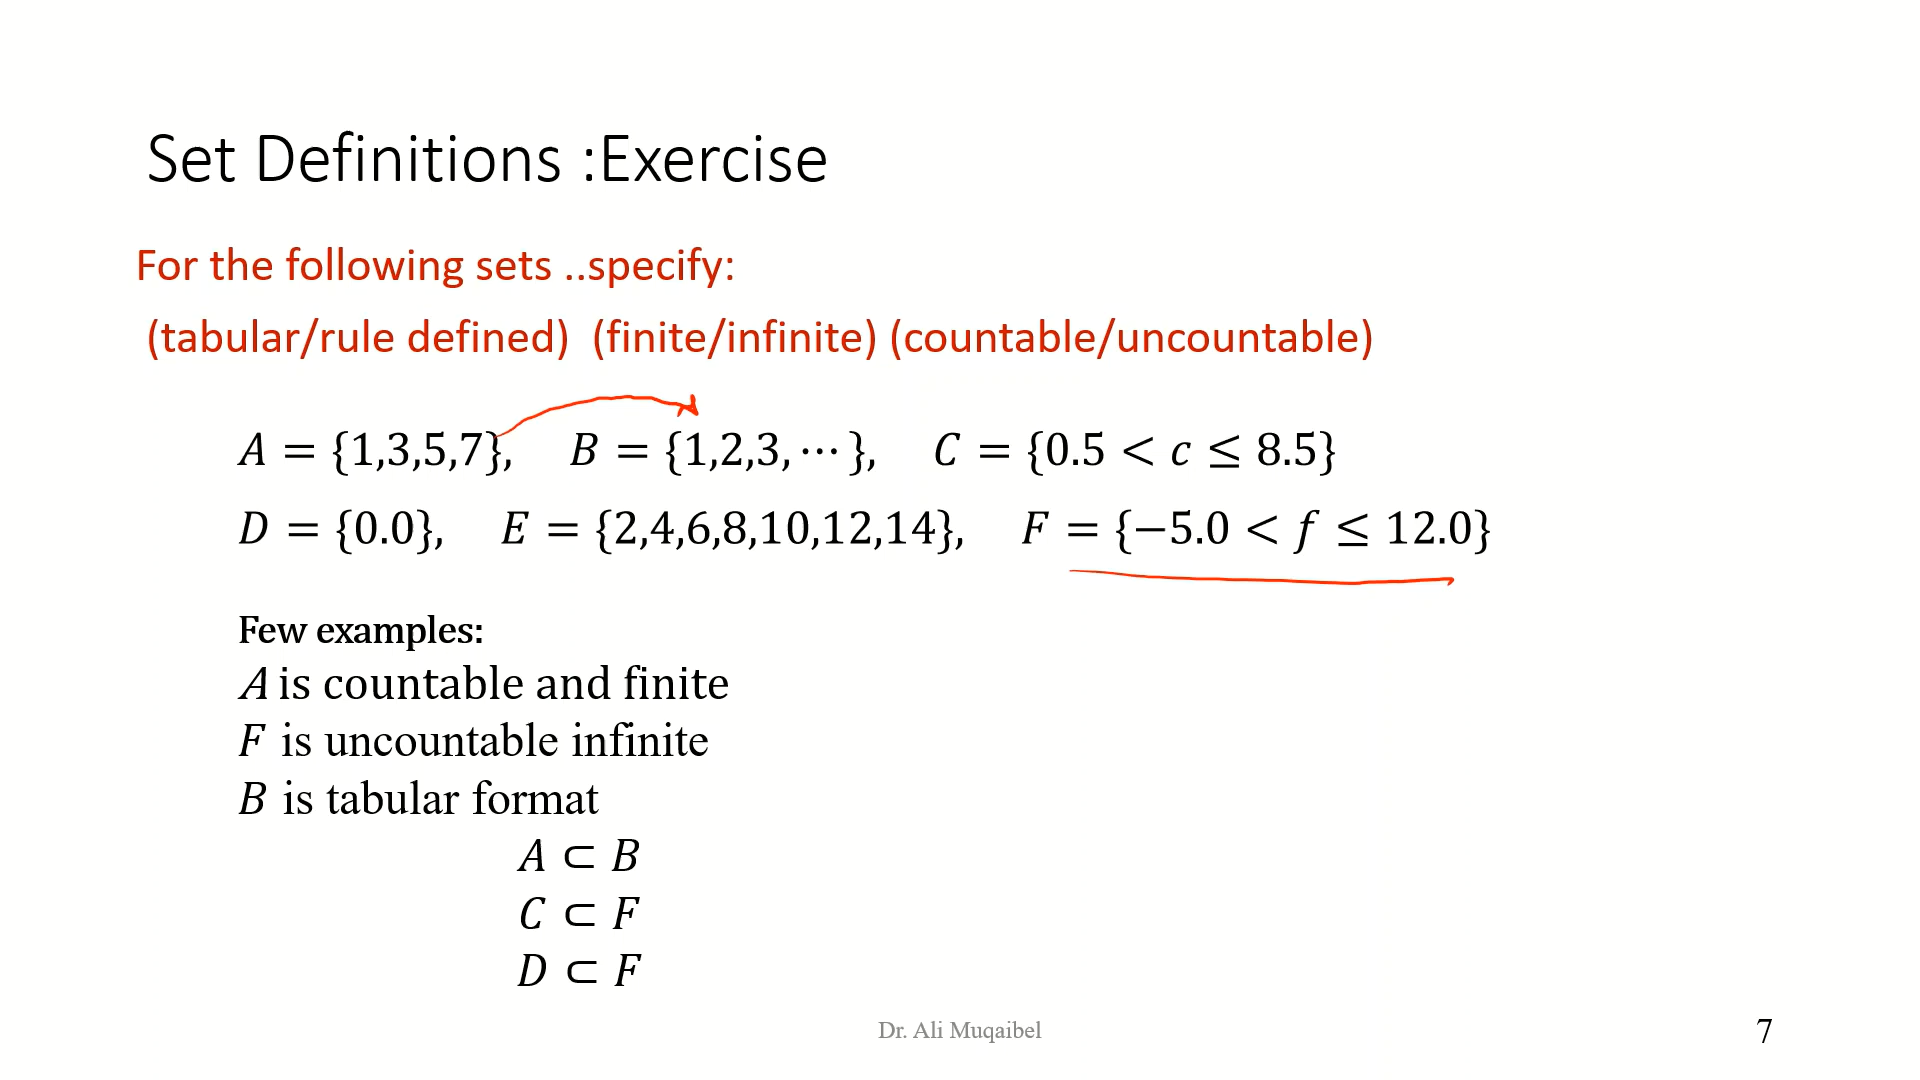 Set Definitions :Exercise
For the following sets ..specify:
(tabular/rule defined) (finite/infinite) (countable/uncountable)
A = {1,3,5,7}, B = {1,2,3, ⋯ }, C = {0.5 < c ≤ 8.5}
D = {0.0}, E = {2,4,6,8,10,12,14}, F = {−5.0 < f ≤ 12.0}
Few examples:
A is countable and finite
F is uncountable infinite
B is tabular format
A ⊂ B
C ⊂ F
D ⊂ F
Dr. Ali Muqaibel
7